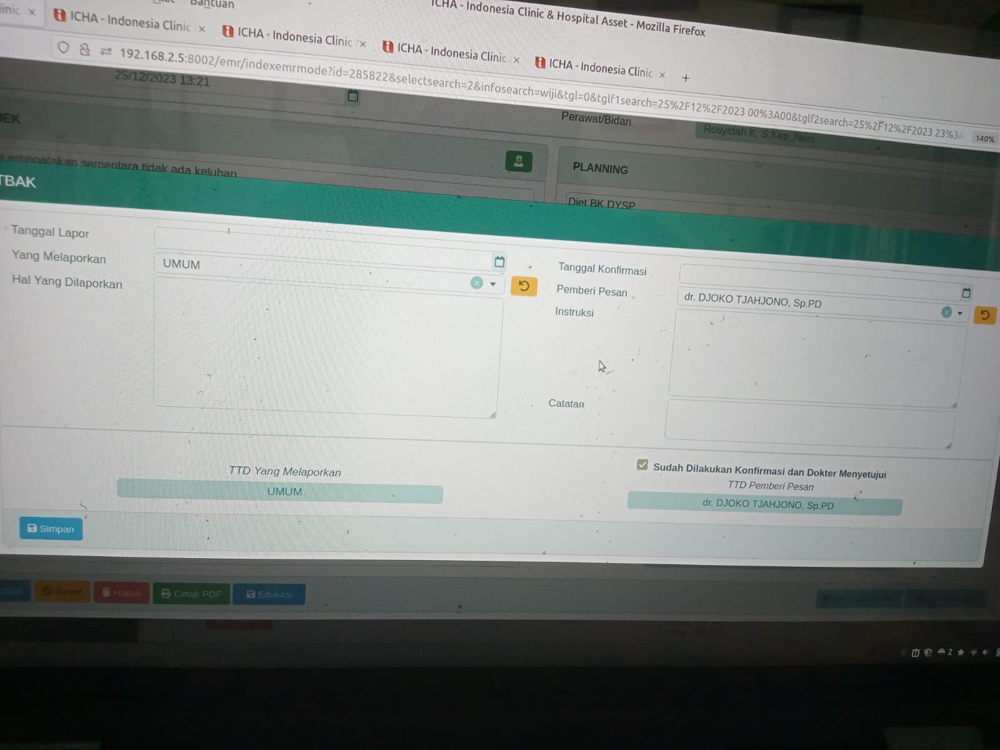 Bantuan
ICHA - Indonesia Clinic & Hospital Asset - Mozilla Firefox
linic ×
ICHA - Indonesia Clinic ×
ICHA - Indonesia Clinic ×
ICHA - Indonesia Clinic ×
ICHA - Indonesia Clinic ×
+
192.168.2.5:8002/emr/indexemrmode?id=285822&selectsearch=2&infosearch=wiji&tgl=0&tglf1search=25%2F12%2F2023 00%3A00&tglf2search=25%2F12%2F2023 23%3A
140%
25/12/2023 13:21
Perawat/Bidan
Rosyidah K, S.Kep.,Ners
JEK
emngatakan sementara tidak ada keluhan
PLANNING
Diet BK DYSP
TBAK
Tanggal Lapor
Yang Melaporkan
UMUM
Hal Yang Dilaporkan
Tanggal Konfirmasi
Pemberi Pesan
dr. DJOKO TJAHJONO, Sp.PD
Instruksi
Catatan
TTD Yang Melaporkan
UMUM
Sudah Dilakukan Konfirmasi dan Dokter Menyetujui
TTD Pemberi Pesan
dr. DJOKO TJAHJONO, Sp.PD
Simpan
Reset
Hapus
Cetak PDF
Edukasi
2